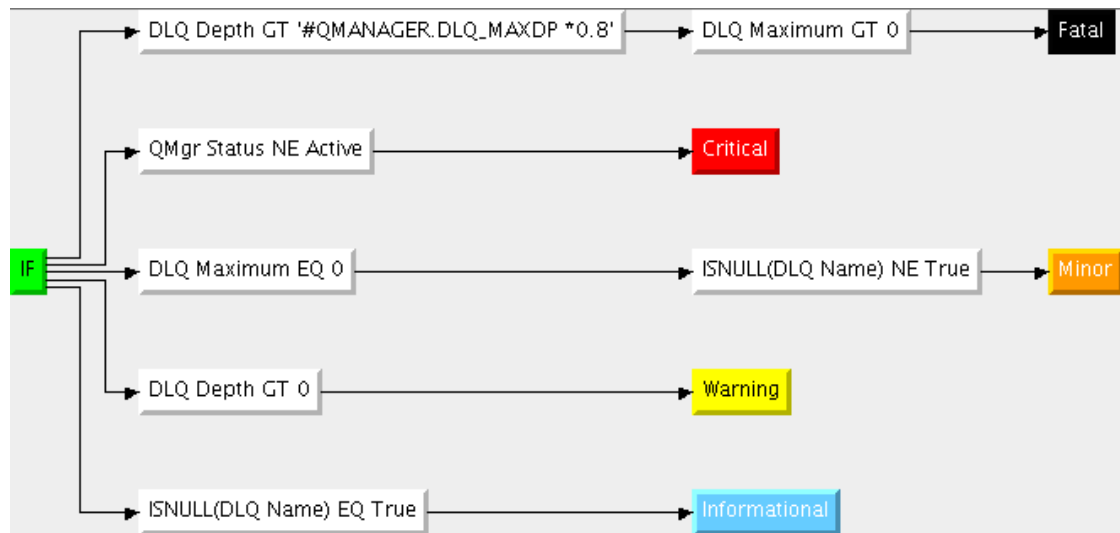 DLQ Depth GT '#QMANAGER.DLQ_MAXDP *0.8'
DLQ Maximum GT 0
Fatal
QMgr Status NE Active
Critical
IF
DLQ Maximum EQ 0
ISNULL(DLQ Name) NE True
Minor
DLQ Depth GT 0
Warning
ISNULL(DLQ Name) EQ True
Informational